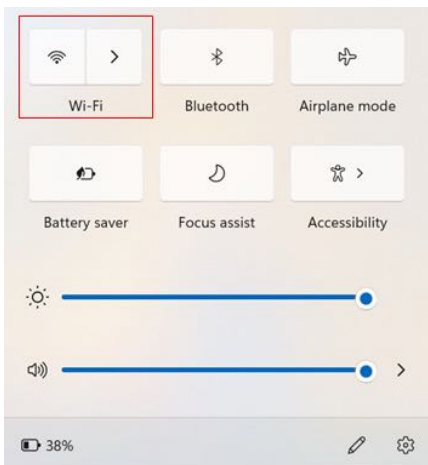 Wi-Fi Bluetooth Airplane mode
Battery saver Focus assist Accessibility
38%